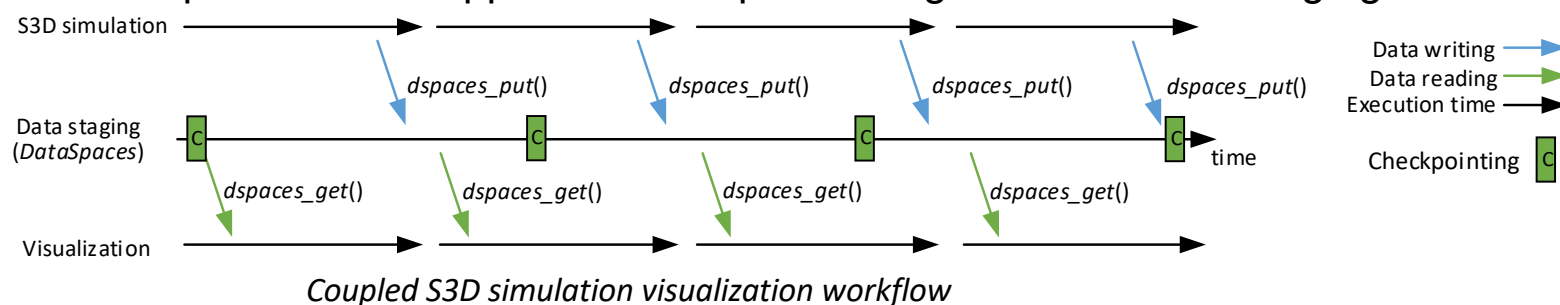 S3D simulation
dspaces_put() dspaces_put() dspaces_put() dspaces_put()
Data writing
Data reading
Execution time
Data staging
(DataSpaces)
C C C C
time
Checkpointing C
dspaces_get() dspaces_get() dspaces_get() dspaces_get()
Visualization
Coupled S3D simulation visualization workflow